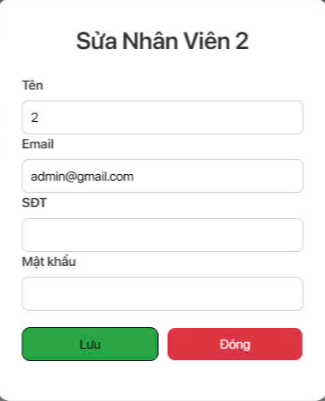 Sửa Nhân Viên 2
Tên
2
Email
admin@gmail.com
SĐT
Mật khẩu
Lưu
Đóng